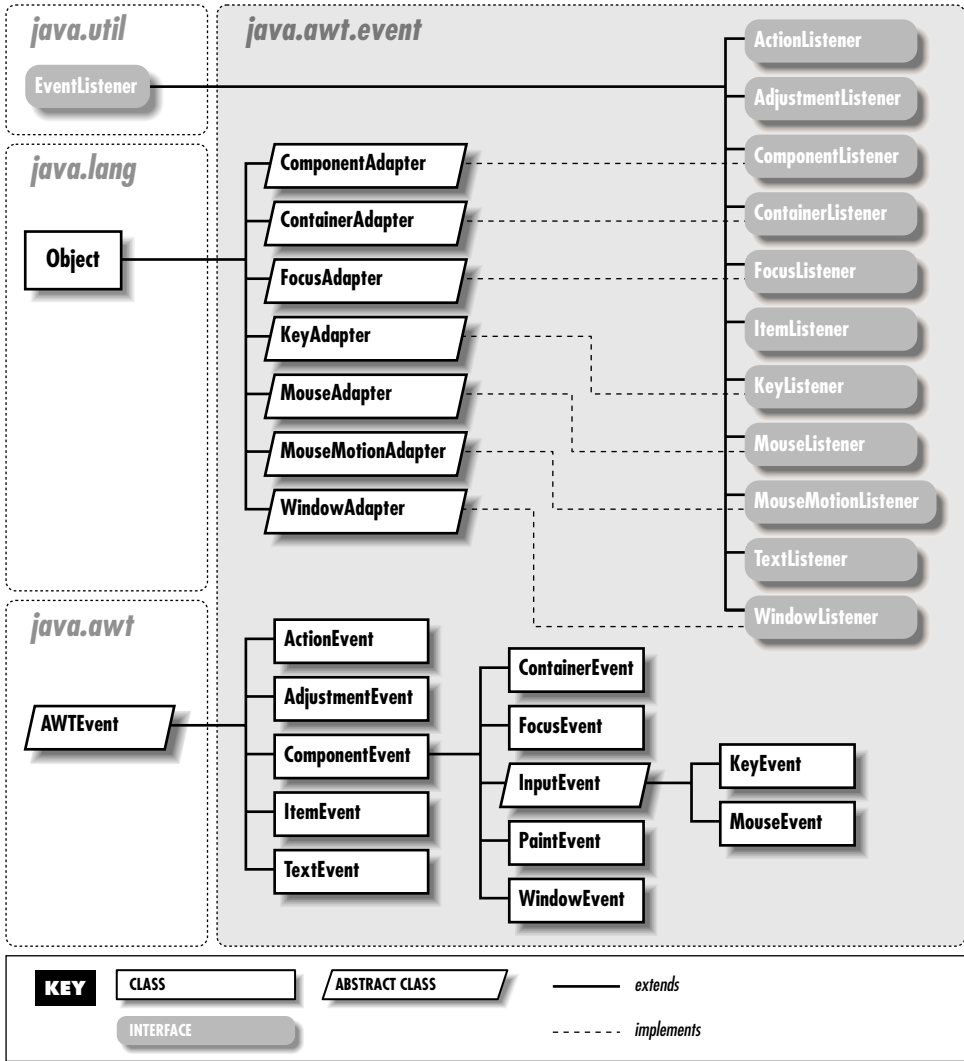 java.util
EventListener
java.lang
Object
java.awt
AWTEvent
java.awt.event
ComponentAdapter
ContainerAdapter
FocusAdapter
KeyAdapter
MouseAdapter
MouseMotionAdapter
WindowAdapter
ActionListener
AdjustmentListener
ComponentListener
ContainerListener
FocusListener
ItemListener
KeyListener
MouseListener
MouseMotionListener
TextListener
WindowListener
ActionEvent
AdjustmentEvent
ComponentEvent
ItemEvent
TextEvent
ContainerEvent
FocusEvent
InputEvent
PaintEvent
WindowEvent
KeyEvent
MouseEvent
KEY
CLASS
ABSTRACT CLASS
extends
INTERFACE
implements